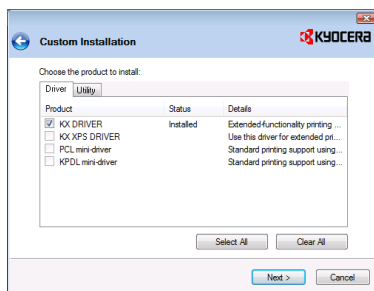 Custom Installation
KYOCERA
Choose the product to install:
Driver Utility
Product Status Details
KX DRIVER Installed Extended-functionality printing ...
KX XPS DRIVER Use this driver for extended pri...
PCL mini-driver Standard printing support using...
KPDL mini-driver Standard printing support using...
Select All Clear All
Next > Cancel